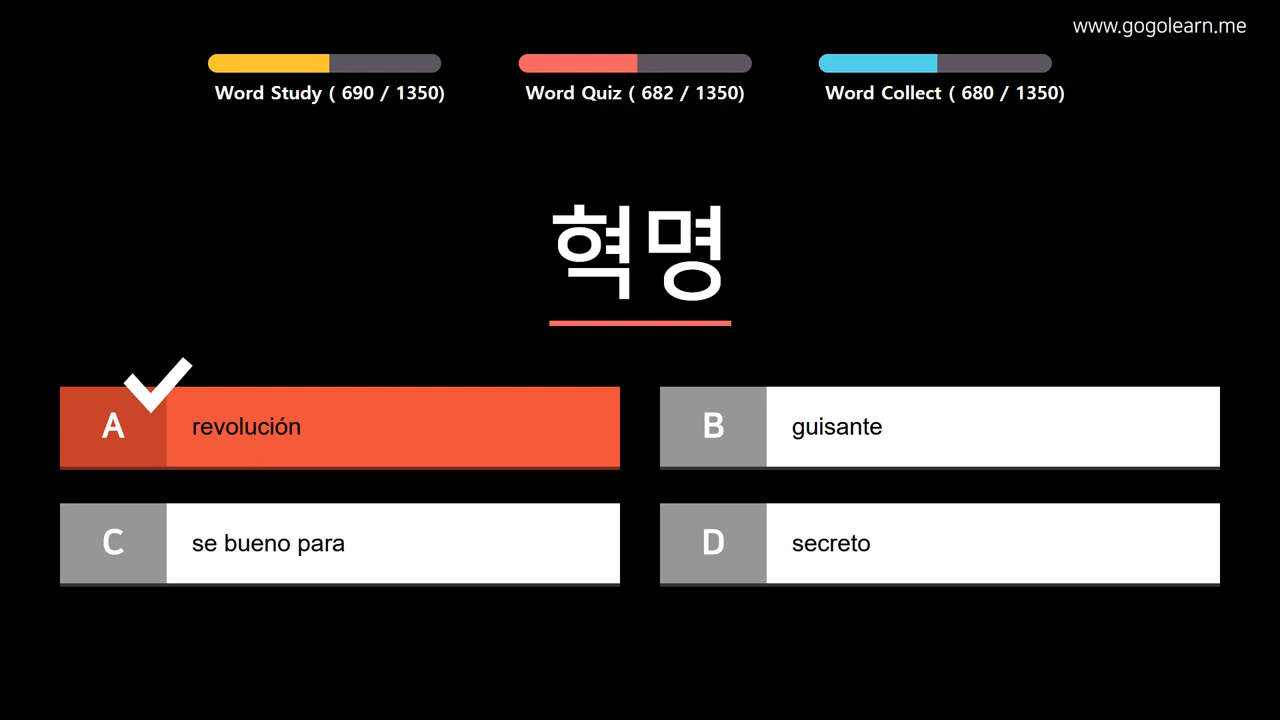 www.gogolearn.me
Word Study ( 690 / 1350)
Word Quiz ( 682 / 1350)
Word Collect ( 680 / 1350)
혁명
A revolución
B guisante
C se bueno para
D secreto